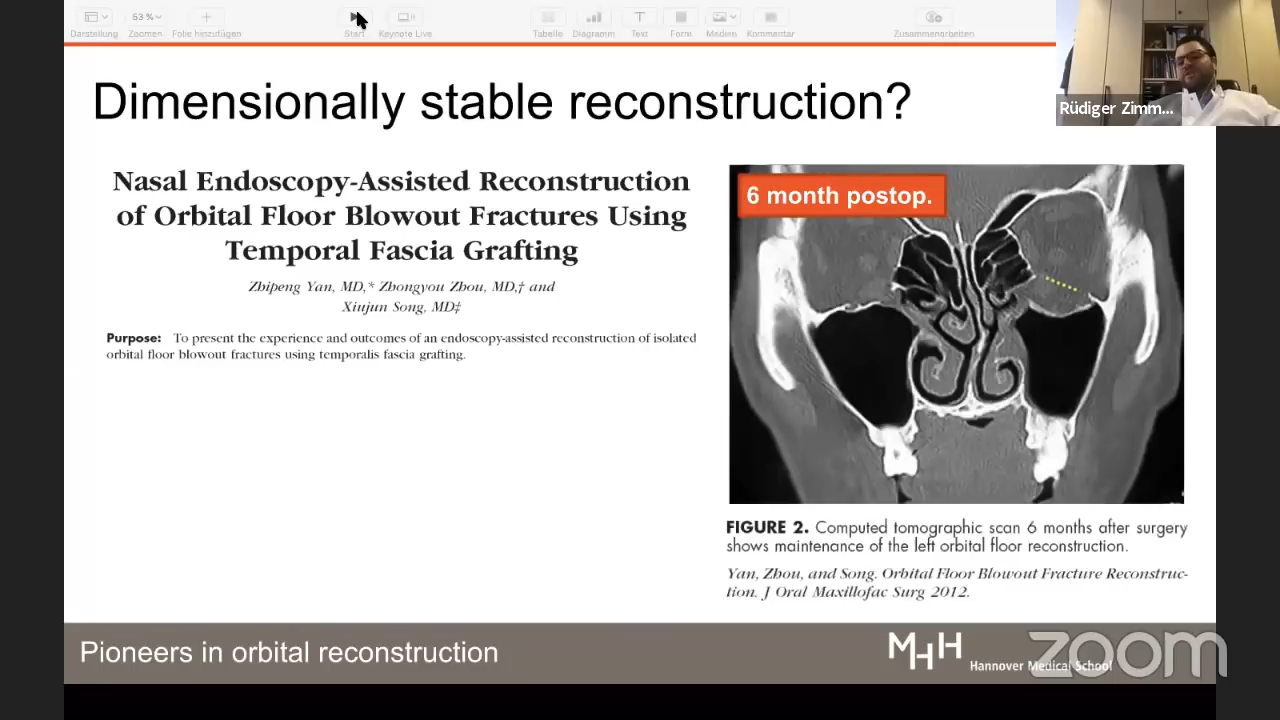 53 %
Darstellung Zoomen Folie hinzufügen Start Keynote Live Tabelle Diagramm Text Form Medien Kommentar Zusammenarbeiten
Rüdiger Zimm...
Dimensionally stable reconstruction?
Nasal Endoscopy-Assisted Reconstruction
of Orbital Floor Blowout Fractures Using
Temporal Fascia Grafting
Zhipeng Yan, MD,* Zhongyou Zhou, MD,† and
Xiujun Song, MD‡
Purpose: To present the experience and outcomes of an endoscopy-assisted reconstruction of isolated
orbital floor blowout fractures using temporalis fascia grafting.
6 month postop.
FIGURE 2. Computed tomographic scan 6 months after surgery
shows maintenance of the left orbital floor reconstruction.
Yan, Zhou, and Song. Orbital Floor Blowout Fracture Reconstruc-
tion. J Oral Maxillofac Surg 2012.
Pioneers in orbital reconstruction
MHH
Hannover Medical School
zoom